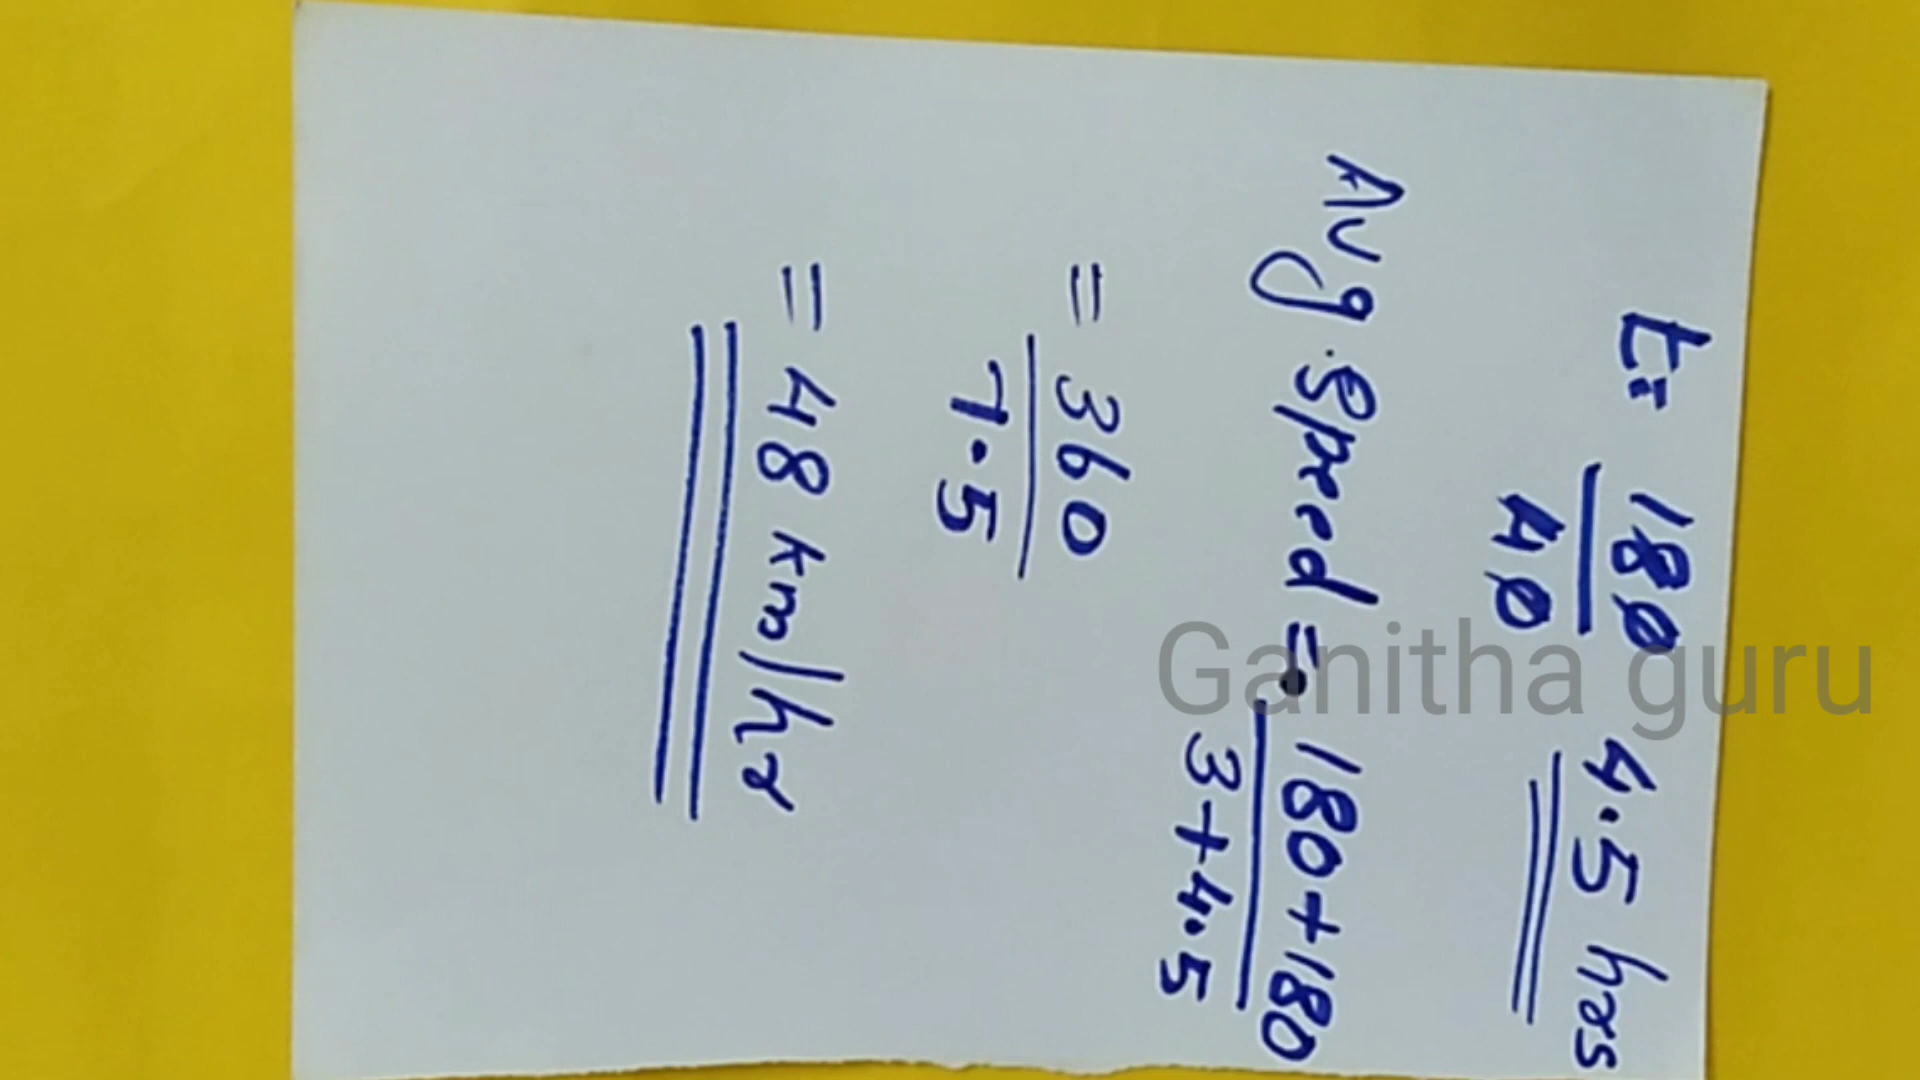 t = 180/40 4.5 hrs
Avg. Speed = 180+180/3+4.5
= 360/7.5
= 48 km/hr
Ganitha guru